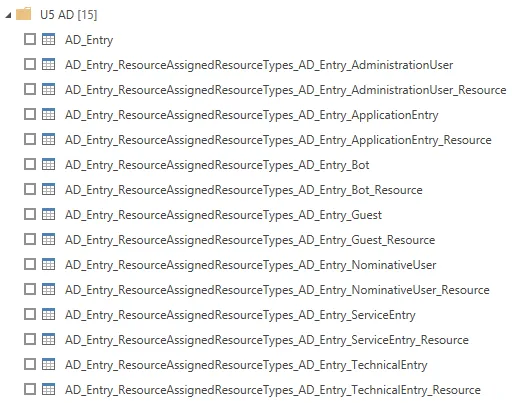 U5 AD [15]
AD_Entry
AD_Entry_ResourceAssignedResourceTypes_AD_Entry_AdministrationUser
AD_Entry_ResourceAssignedResourceTypes_AD_Entry_AdministrationUser_Resource
AD_Entry_ResourceAssignedResourceTypes_AD_Entry_ApplicationEntry
AD_Entry_ResourceAssignedResourceTypes_AD_Entry_ApplicationEntry_Resource
AD_Entry_ResourceAssignedResourceTypes_AD_Entry_Bot
AD_Entry_ResourceAssignedResourceTypes_AD_Entry_Bot_Resource
AD_Entry_ResourceAssignedResourceTypes_AD_Entry_Guest
AD_Entry_ResourceAssignedResourceTypes_AD_Entry_Guest_Resource
AD_Entry_ResourceAssignedResourceTypes_AD_Entry_NominativeUser
AD_Entry_ResourceAssignedResourceTypes_AD_Entry_NominativeUser_Resource
AD_Entry_ResourceAssignedResourceTypes_AD_Entry_ServiceEntry
AD_Entry_ResourceAssignedResourceTypes_AD_Entry_ServiceEntry_Resource
AD_Entry_ResourceAssignedResourceTypes_AD_Entry_TechnicalEntry
AD_Entry_ResourceAssignedResourceTypes_AD_Entry_TechnicalEntry_Resource